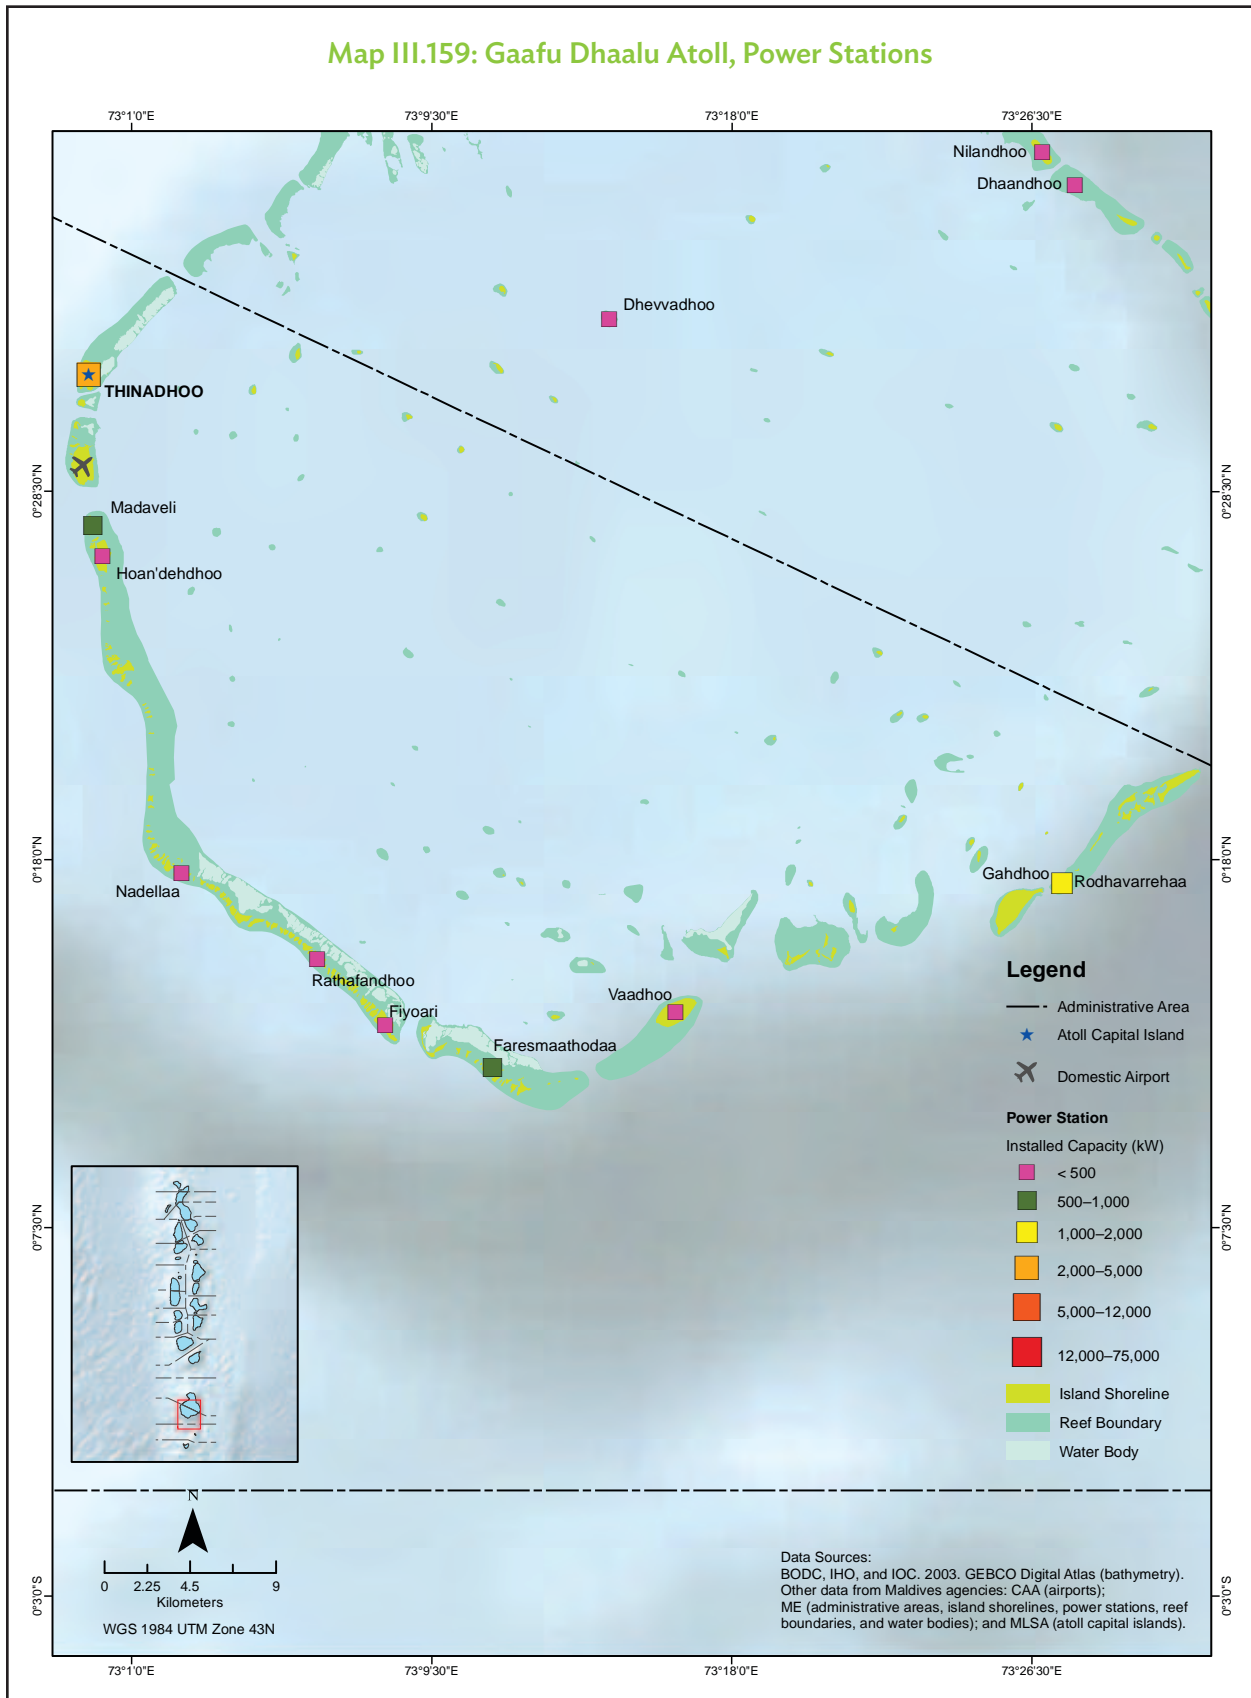 Map III.159: Gaafu Dhaalu Atoll, Power Stations
73°1'0"E
73°9'30"E
73°18'0"E
73°26'30"E
Nilandhoo
Dhaandhoo
Dhevvadhoo
THINADHOO
0°28'30"N
0°28'30"N
Madaveli
Hoan'dehdhoo
0°18'0"N
0°18'0"N
Nadellaa
Gahdhoo
Rodhavarrehaa
Rathafandhoo
Fiyoari
Vaadhoo
Faresmaathodaa
Legend
Administrative Area
Atoll Capital Island
Domestic Airport
Power Station
Installed Capacity (kW)
< 500
500–1,000
1,000–2,000
2,000–5,000
5,000–12,000
12,000–75,000
Island Shoreline
Reef Boundary
Water Body
0°7'30"N
0°7'30"N
N
0 2.25 4.5 9
Kilometers
WGS 1984 UTM Zone 43N
Data Sources:
BODC, IHO, and IOC. 2003. GEBCO Digital Atlas (bathymetry).
Other data from Maldives agencies: CAA (airports);
ME (administrative areas, island shorelines, power stations, reef
boundaries, and water bodies); and MLSA (atoll capital islands).
0°3'0"S
0°3'0"S
73°1'0"E
73°9'30"E
73°18'0"E
73°26'30"E